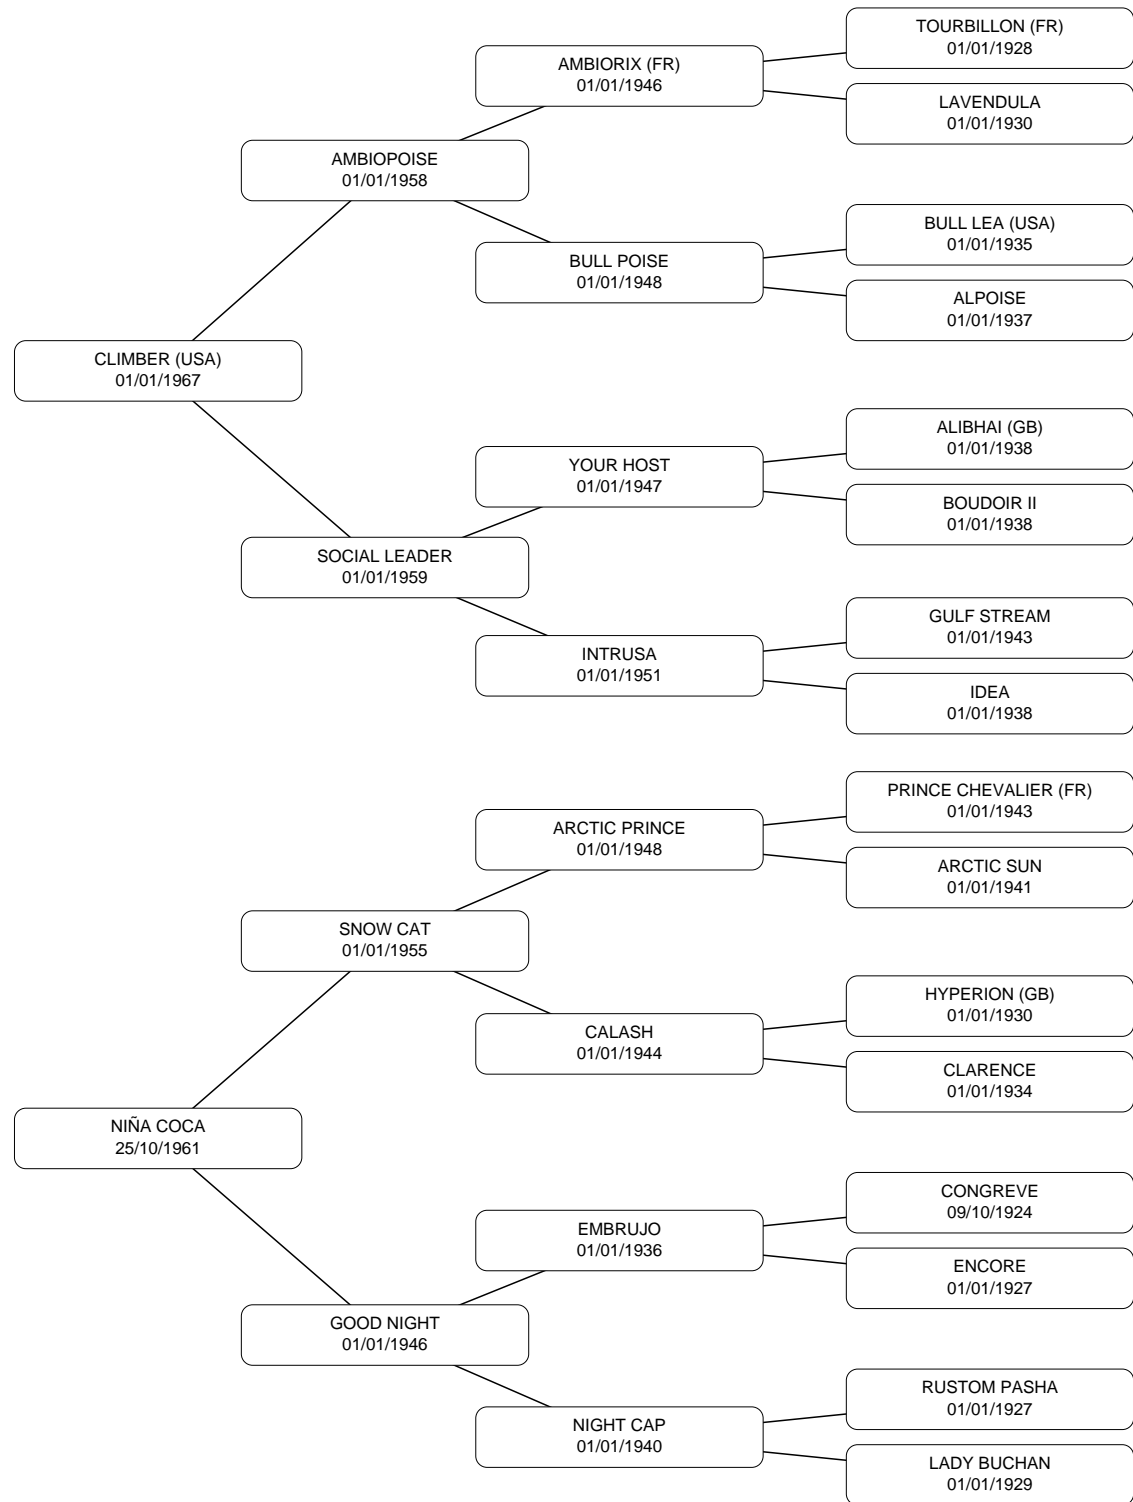 TOURBILLON (FR)
01/01/1928
AMBIORIX (FR)
01/01/1946
LAVENDULA
01/01/1930
AMBIOPOISE
01/01/1958
BULL LEA (USA)
01/01/1935
BULL POISE
01/01/1948
ALPOISE
01/01/1937
CLIMBER (USA)
01/01/1967
ALIBHAI (GB)
01/01/1938
YOUR HOST
01/01/1947
BOUDOIR II
01/01/1938
SOCIAL LEADER
01/01/1959
GULF STREAM
01/01/1943
INTRUSA
01/01/1951
IDEA
01/01/1938
PRINCE CHEVALIER (FR)
01/01/1943
ARCTIC PRINCE
01/01/1948
ARCTIC SUN
01/01/1941
SNOW CAT
01/01/1955
HYPERION (GB)
01/01/1930
CALASH
01/01/1944
CLARENCE
01/01/1934
NIÑA COCA
25/10/1961
CONGREVE
09/10/1924
EMBRUJO
01/01/1936
ENCORE
01/01/1927
GOOD NIGHT
01/01/1946
RUSTOM PASHA
01/01/1927
NIGHT CAP
01/01/1940
LADY BUCHAN
01/01/1929